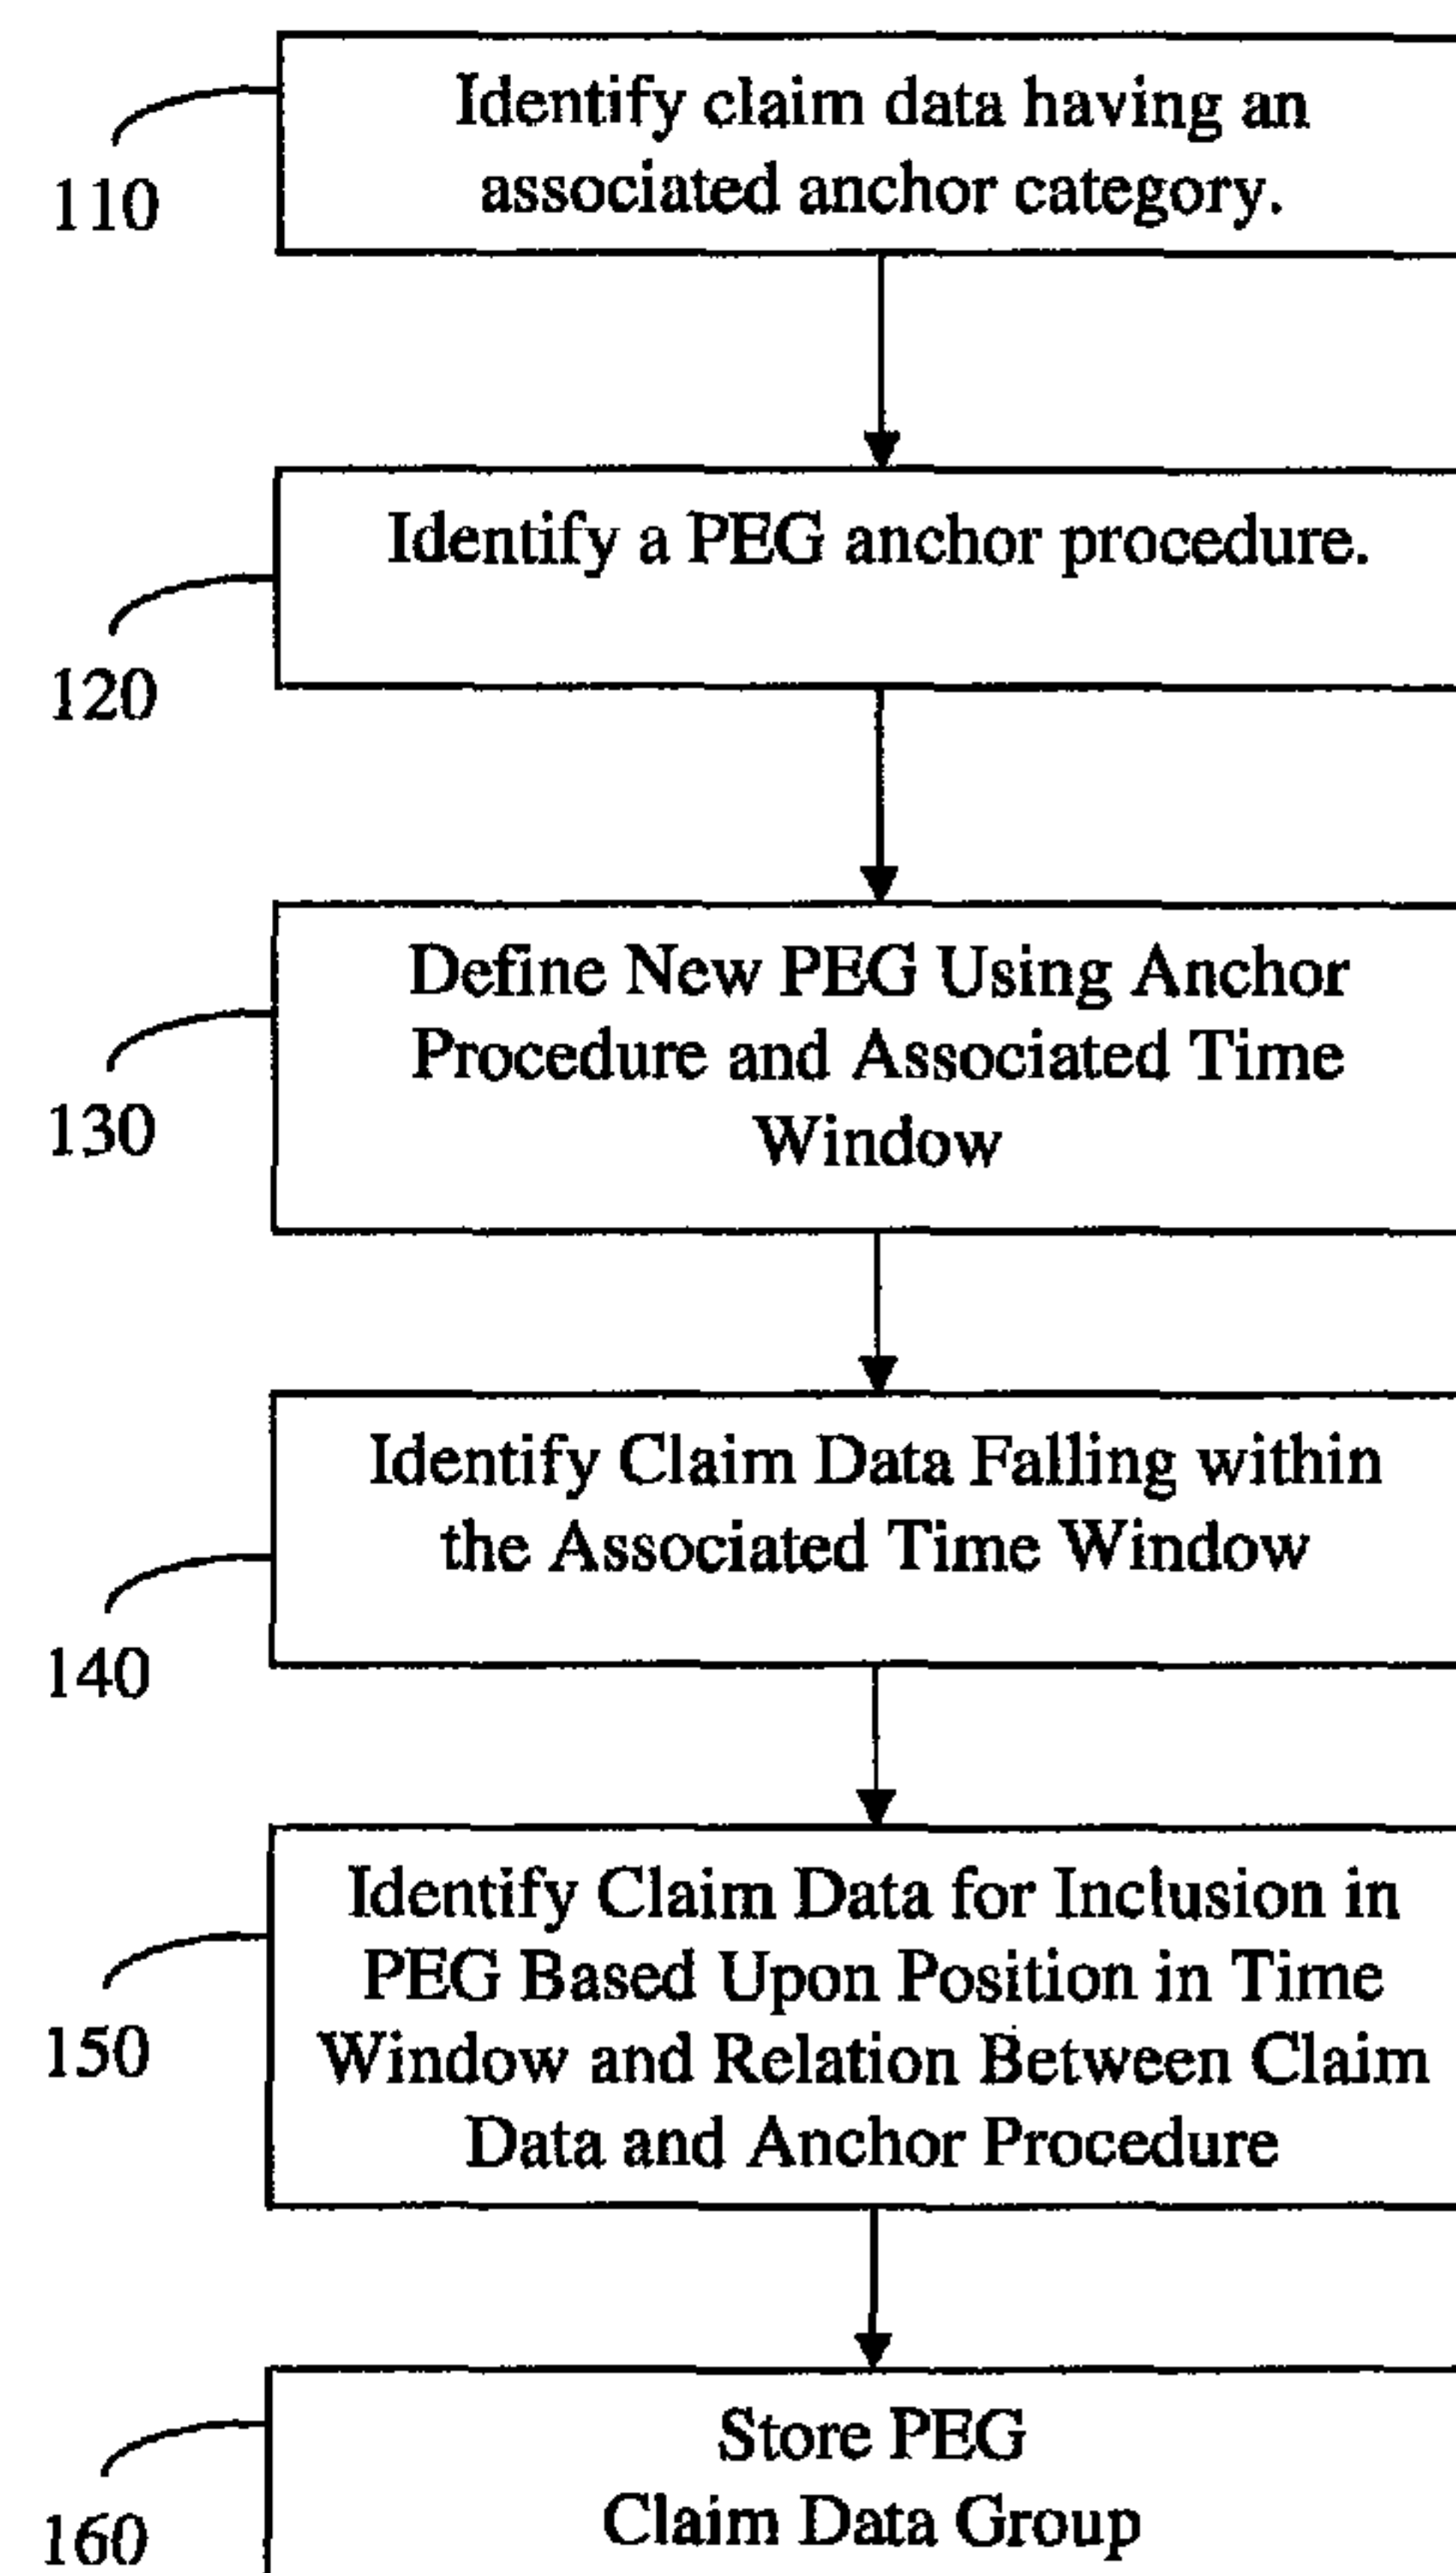 Identify claim data having an
associated anchor category.
110
Identify a PEG anchor procedure.
120
Define New PEG Using Anchor
Procedure and Associated Time
Window
130
Identify Claim Data Falling within
the Associated Time Window
140
Identify Claim Data for Inclusion in
PEG Based Upon Position in Time
Window and Relation Between Claim
Data and Anchor Procedure
150
Store PEG
Claim Data Group
160